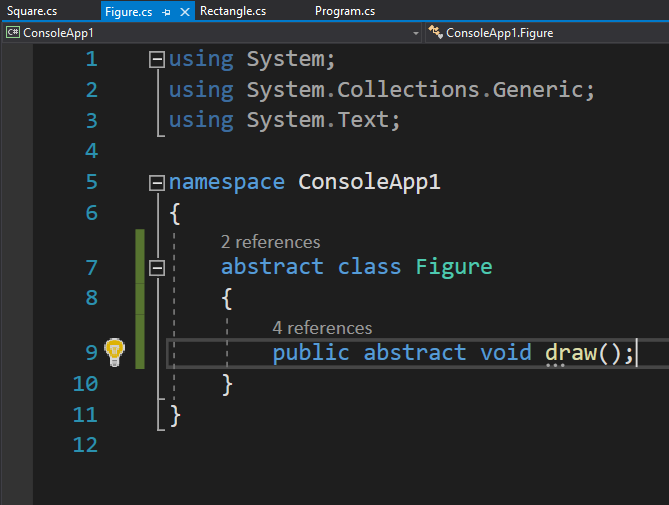 Square.cs Figure.cs Rectangle.cs Program.cs
C# ConsoleApp1 ConsoleApp1.Figure
1 using System;
2 using System.Collections.Generic;
3 using System.Text;
4
5 namespace ConsoleApp1
6 {
2 references
7 abstract class Figure
8 {
4 references
9 public abstract void draw();
10 }
11 }
12